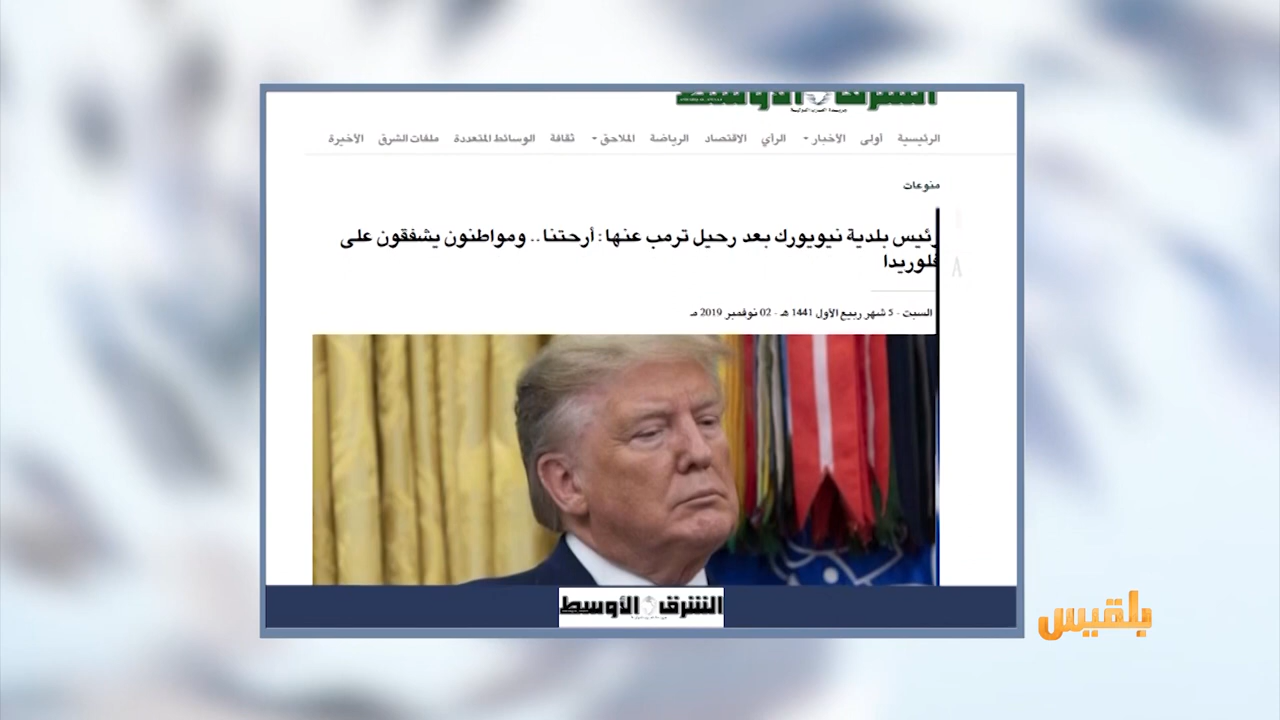 الشرق الأوسط
الرئيسية أولى الأخبار الرأي الاقتصاد الرياضة الملاحق ثقافة الوسائط المتعددة ملفات الشرق الأخيرة
منوعات
رئيس بلدية نيويورك بعد رحيل ترمب عنها : أرحتنا .. ومواطنون يشفقون على
فلوريدا
السبت - 5 شهر ربيع الأول 1441 هـ - 02 نوفمبر 2019 مـ
الشرق الأوسط
بلقيس